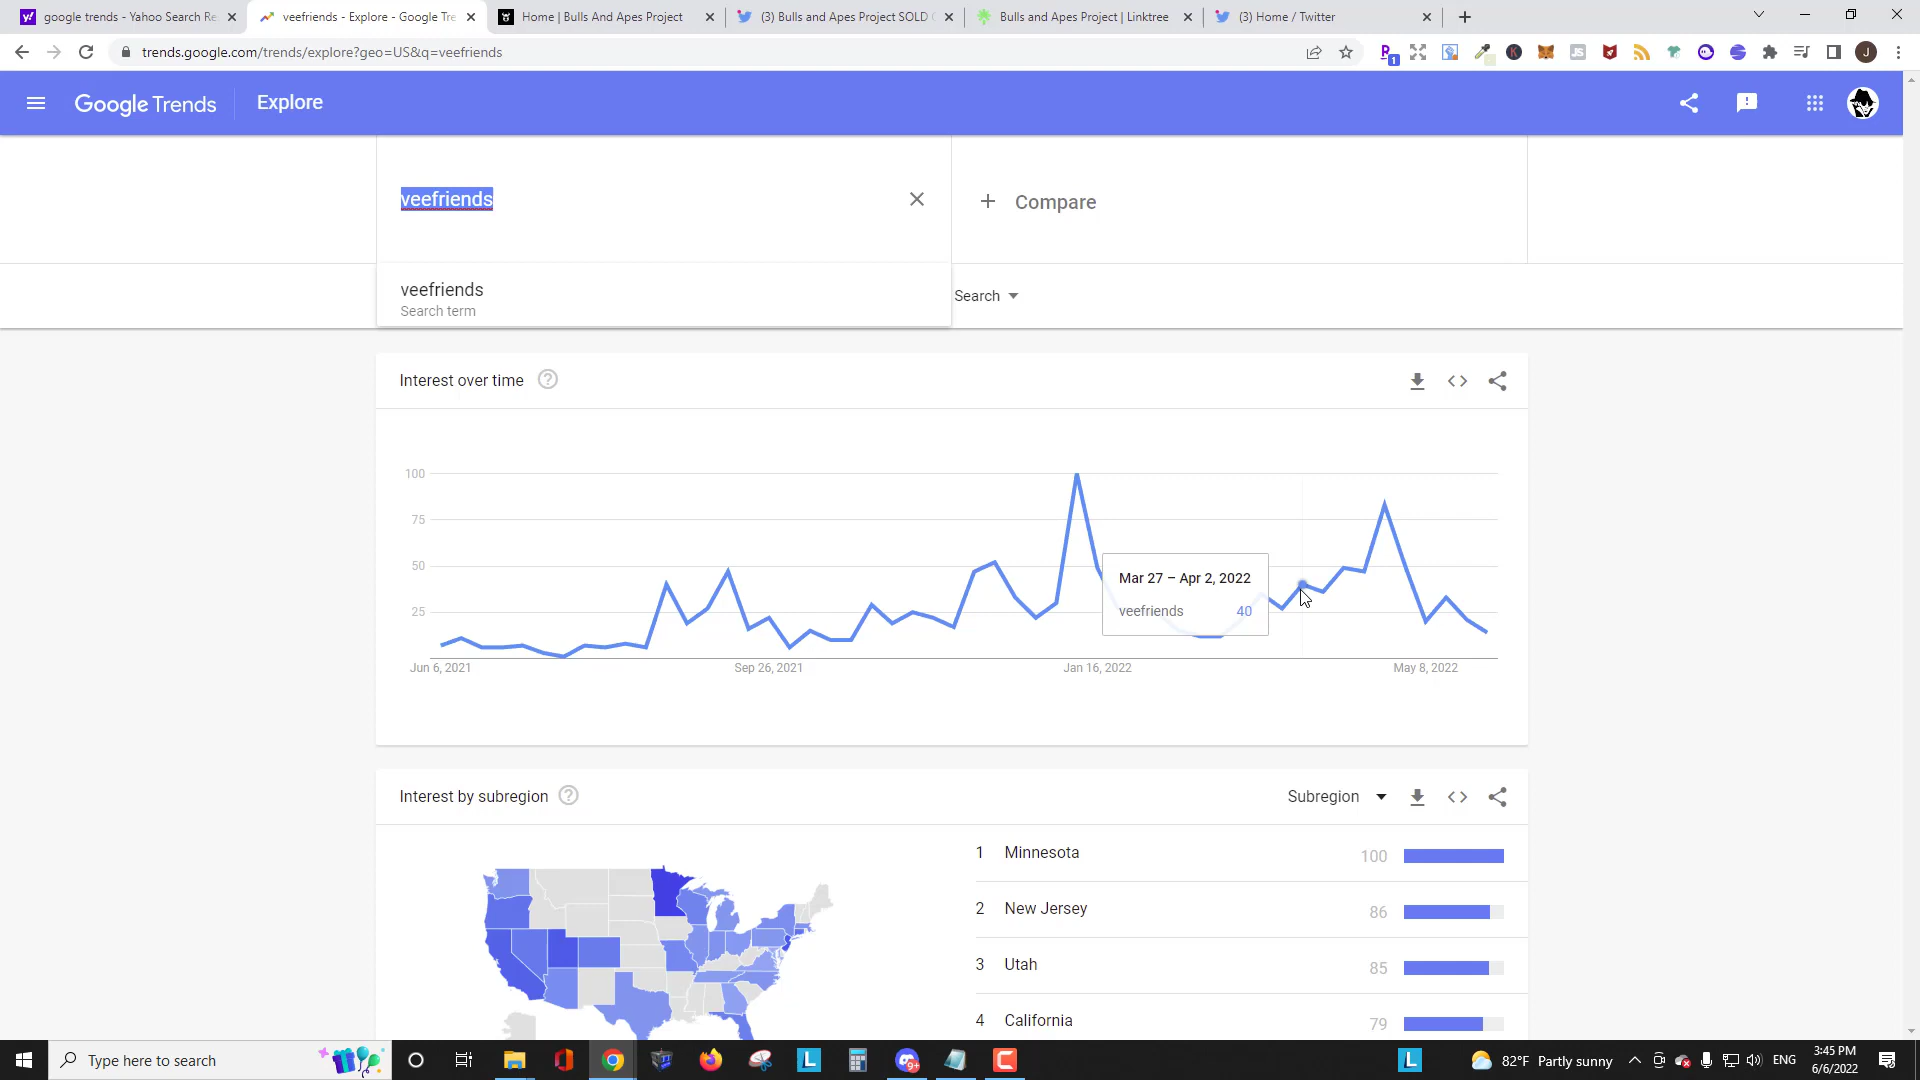 google trends - Yahoo Search Re
veefriends - Explore - Google Tre
Home | Bulls And Apes Project
(3) Bulls and Apes Project SOLD
Bulls and Apes Project | Linktree
(3) Home / Twitter
trends.google.com/trends/explore?geo=US&q=veefriends
1
J
Google Trends
Explore
veefriends
+ Compare
veefriends
Search term
Search
Interest over time
100
75
50
25
Mar 27 – Apr 2, 2022
veefriends 40
Jun 6, 2021
Sep 26, 2021
Jan 16, 2022
May 8, 2022
Interest by subregion
Subregion
1 Minnesota 100
2 New Jersey 86
3 Utah 85
4 California 79
Type here to search
L
9+
L
82°F Partly sunny
ENG
3:45 PM
6/6/2022